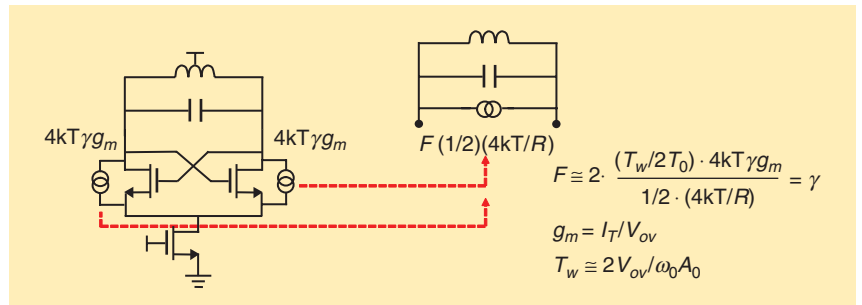 4kTγg_m 4kTγg_m
F(1/2)(4kT/R)
F ≅ 2· (T_w/2T_0) · 4kTγg_m / 1/2 · (4kT/R) = γ
g_m = I_T/V_ov
T_w ≅ 2V_ov/ω_0A_0